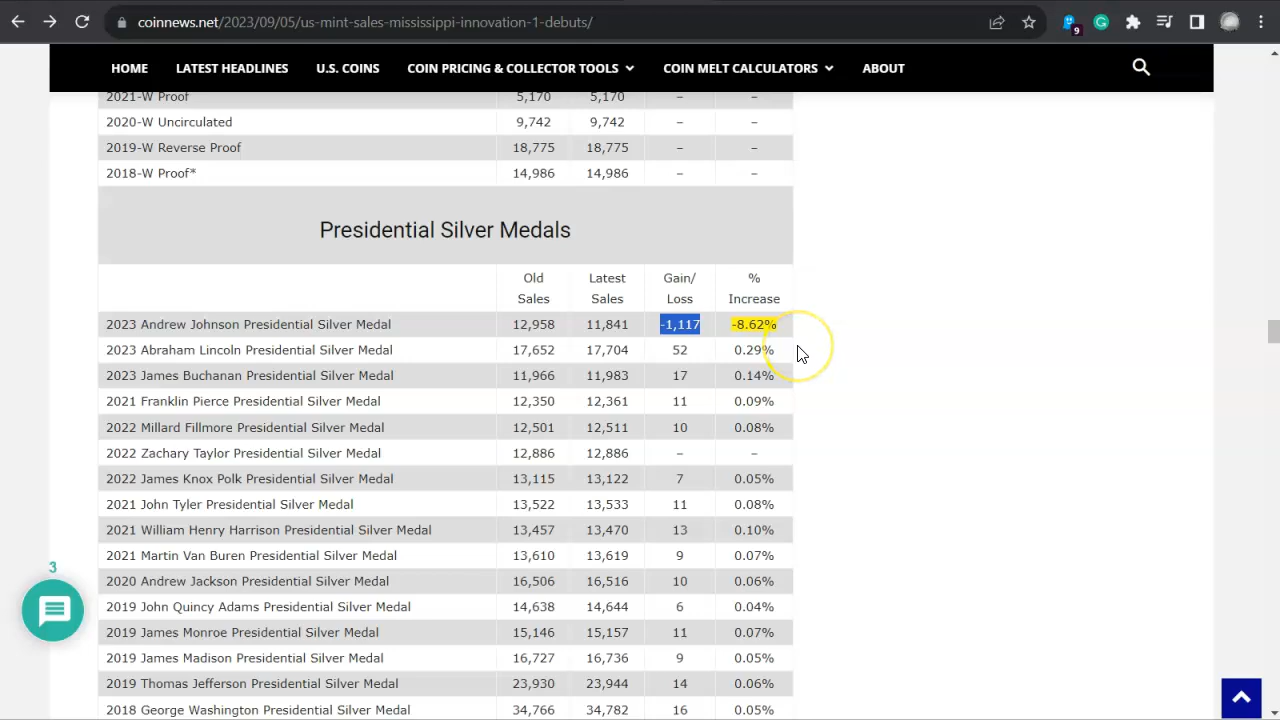 coinnews.net/2023/09/05/us-mint-sales-mississippi-innovation-1-debuts/
9
HOME LATEST HEADLINES U.S. COINS COIN PRICING & COLLECTOR TOOLS COIN MELT CALCULATORS ABOUT
2021-W Proof 5,170 5,170 – –
2020-W Uncirculated 9,742 9,742 – –
2019-W Reverse Proof 18,775 18,775 – –
2018-W Proof* 14,986 14,986 – –
Presidential Silver Medals
Old Latest Gain/ %
Sales Sales Loss Increase
2023 Andrew Johnson Presidential Silver Medal 12,958 11,841 -1,117 -8.62%
2023 Abraham Lincoln Presidential Silver Medal 17,652 17,704 52 0.29%
2023 James Buchanan Presidential Silver Medal 11,966 11,983 17 0.14%
2021 Franklin Pierce Presidential Silver Medal 12,350 12,361 11 0.09%
2022 Millard Fillmore Presidential Silver Medal 12,501 12,511 10 0.08%
2022 Zachary Taylor Presidential Silver Medal 12,886 12,886 – –
2022 James Knox Polk Presidential Silver Medal 13,115 13,122 7 0.05%
2021 John Tyler Presidential Silver Medal 13,522 13,533 11 0.08%
2021 William Henry Harrison Presidential Silver Medal 13,457 13,470 13 0.10%
2021 Martin Van Buren Presidential Silver Medal 13,610 13,619 9 0.07%
3
2020 Andrew Jackson Presidential Silver Medal 16,506 16,516 10 0.06%
2019 John Quincy Adams Presidential Silver Medal 14,638 14,644 6 0.04%
2019 James Monroe Presidential Silver Medal 15,146 15,157 11 0.07%
2019 James Madison Presidential Silver Medal 16,727 16,736 9 0.05%
2019 Thomas Jefferson Presidential Silver Medal 23,930 23,944 14 0.06%
2018 George Washington Presidential Silver Medal 34,766 34,782 16 0.05%